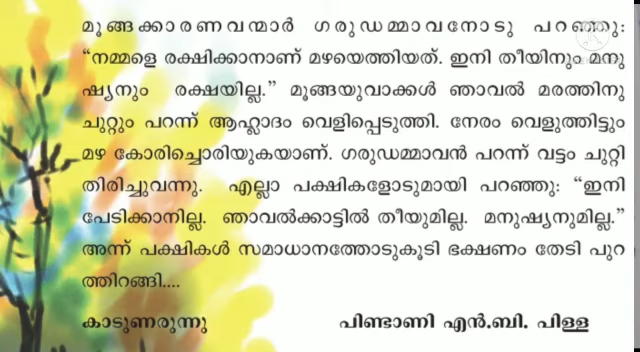 മൂങ്ങക്കാരണവന്മാർ ഗരുഡമ്മാവനോടു പറഞ്ഞു:
“നമ്മളെ രക്ഷിക്കാനാണ് മഴയെത്തിയത്. ഇനി തീയിനും മനു
ഷ്യനും രക്ഷയില്ല.” മൂങ്ങയുവാക്കൾ ഞാവൽ മരത്തിനു
ചുറ്റും പറന്ന് ആഹ്ലാദം വെളിപ്പെടുത്തി. നേരം വെളുത്തിട്ടും
മഴ കോരിച്ചൊരിയുകയാണ്. ഗരുഡമ്മാവൻ പറന്ന് വട്ടം ചുറ്റി
തിരിച്ചുവന്നു. എല്ലാ പക്ഷികളോടുമായി പറഞ്ഞു: “ഇനി
പേടിക്കാനില്ല. ഞാവൽക്കാട്ടിൽ തീയുമില്ല. മനുഷ്യനുമില്ല.”
അന്ന് പക്ഷികൾ സമാധാനത്തോടുകൂടി ഭക്ഷണം തേടി പുറ
ത്തിറങ്ങി....
കാടുണരുന്നു പിണ്ടാണി എൻ.ബി. പിള്ള